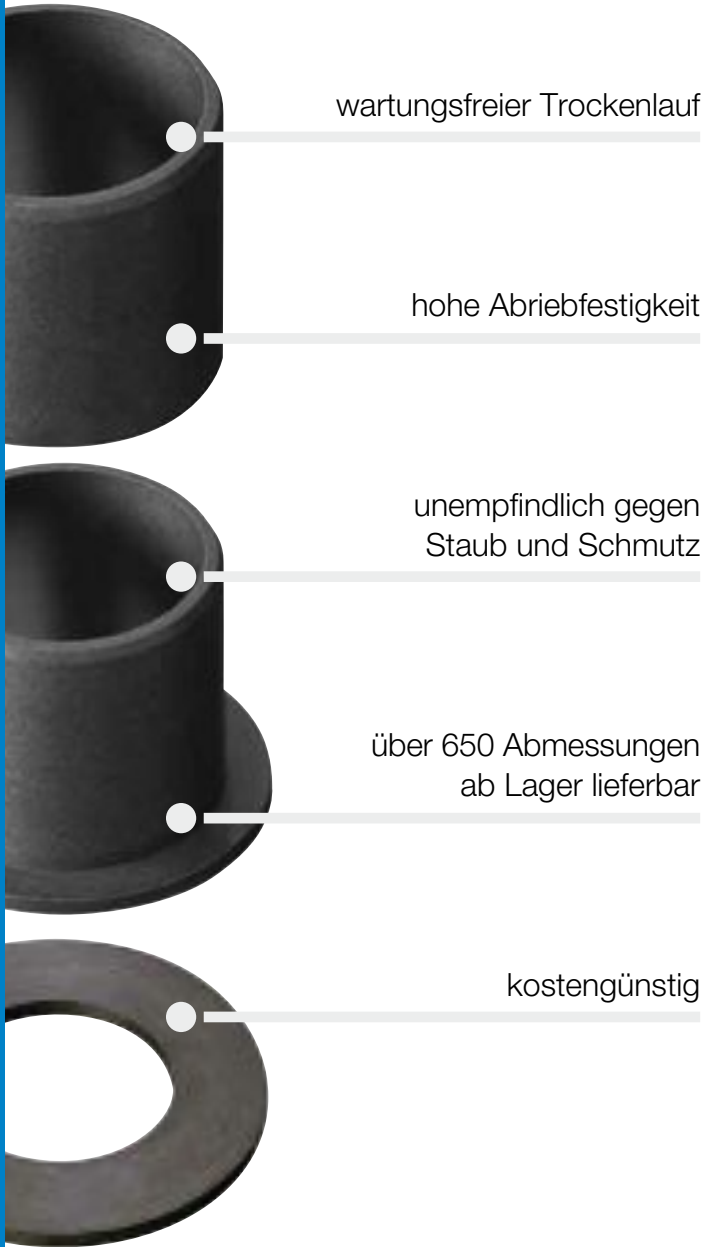 wartungsfreier Trockenlauf
hohe Abriebfestigkeit
unempfindlich gegen
Staub und Schmutz
über 650 Abmessungen
ab Lager lieferbar
kostengünstig